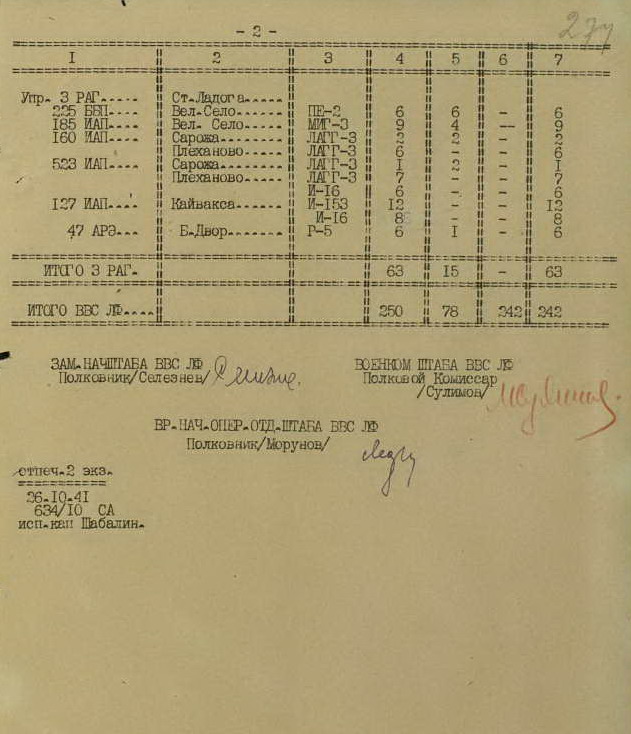 - 2 -
277
I 2 3 4 5 6 7
Упр. 3 РАГ..... Ст.Ладога.....
225 ББП.... Вел.Село..... ПЕ-2 6 6 - 6
185 ИАП.... Вел. Село.... МИГ-3 9 4 - 9
160 ИАП.... Сарожа....... ЛАГГ-3 2 2 - 2
Плеханово.... ЛАГГ-3 6 - - 6
523 ИАП.... Сарожа....... ЛАГГ-3 I 2 - I
Плеханово..... ЛАГГ-3 7 - - 7
И-16 6 - - 6
127 ИАП.... Кайвакса..... И-153 12 - - 12
И-16 8 - - 8
47 АРЭ... Б.Двор... Р-5 6 I - 6
ИТОГО 3 РАГ. 63 15 - 63
ИТОГО ВВС ЛФ.... 250 78 242 242
ЗАМ.НАЧШТАБА ВВС ЛФ
Полковник/Селезнев/
ВОЕНКОМ ШТАБА ВВС ЛФ
Полковой Комиссар
/Сулимов/
ВР.НАЧ.ОПЕР.ОТД.ШТАБА ВВС ЛФ
Полковник/Морунов/
отпеч.2 экз.
26.10.41
634/10 СА
исп.кап Шабалин.